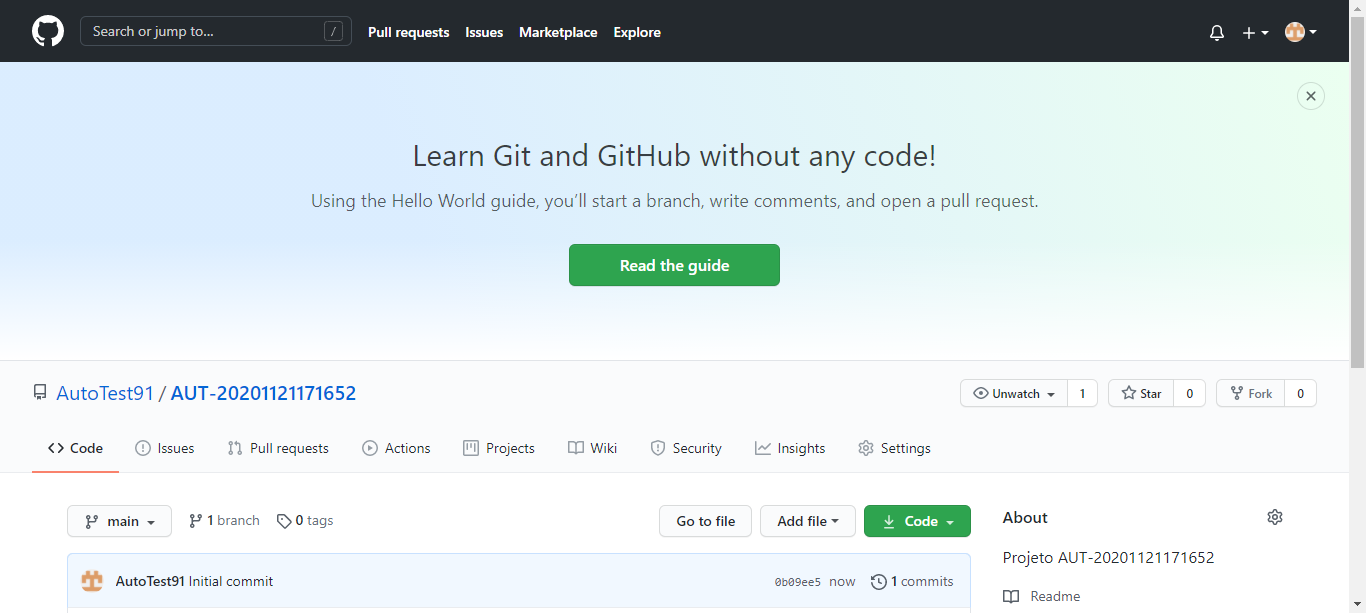 Search or jump to... / Pull requests Issues Marketplace Explore
Learn Git and GitHub without any code!
Using the Hello World guide, you’ll start a branch, write comments, and open a pull request.
Read the guide
AutoTest91 / AUT-20201121171652 Unwatch 1 Star 0 Fork 0
Code Issues Pull requests Actions Projects Wiki Security Insights Settings
main 1 branch 0 tags Go to file Add file Code About
Projeto AUT-20201121171652
AutoTest91 Initial commit 0b09ee5 now 1 commits
Readme